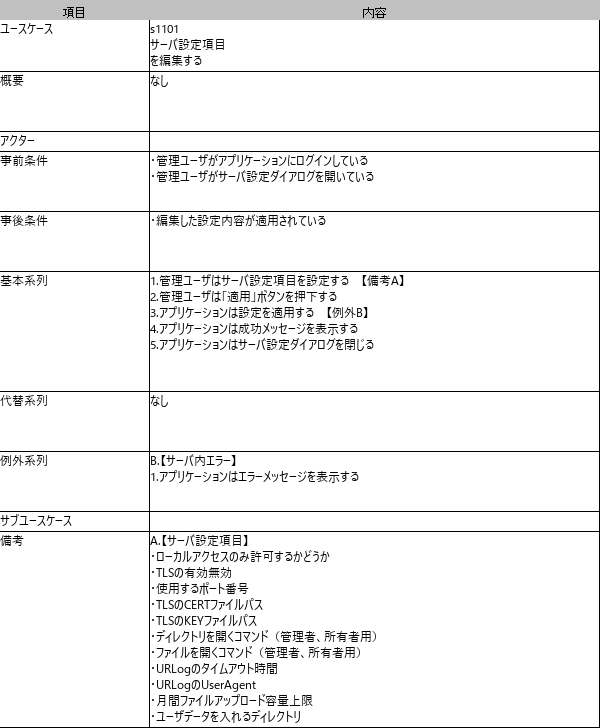 項目 内容
ユースケース s1101
サーバ設定項目
を編集する
概要 なし
アクター
事前条件 ・管理ユーザがアプリケーションにログインしている
・管理ユーザがサーバ設定ダイアログを開いている
事後条件 ・編集した設定内容が適用されている
基本系列 1.管理ユーザはサーバ設定項目を設定する 【備考A】
2.管理ユーザは「適用」ボタンを押下する
3.アプリケーションは設定を適用する 【例外B】
4.アプリケーションは成功メッセージを表示する
5.アプリケーションはサーバ設定ダイアログを閉じる
代替系列 なし
例外系列 B.【サーバ内エラー】
1.アプリケーションはエラーメッセージを表示する
サブユースケース
備考 A.【サーバ設定項目】
・ローカルアクセスのみ許可するかどうか
・TLSの有効無効
・使用するポート番号
・TLSのCERTファイルパス
・TLSのKEYファイルパス
・ディレクトリを開くコマンド（管理者、所有者用）
・ファイルを開くコマンド（管理者、所有者用）
・URLogのタイムアウト時間
・URLogのUserAgent
・月間ファイルアップロード容量上限
・ユーザデータを入れるディレクトリ